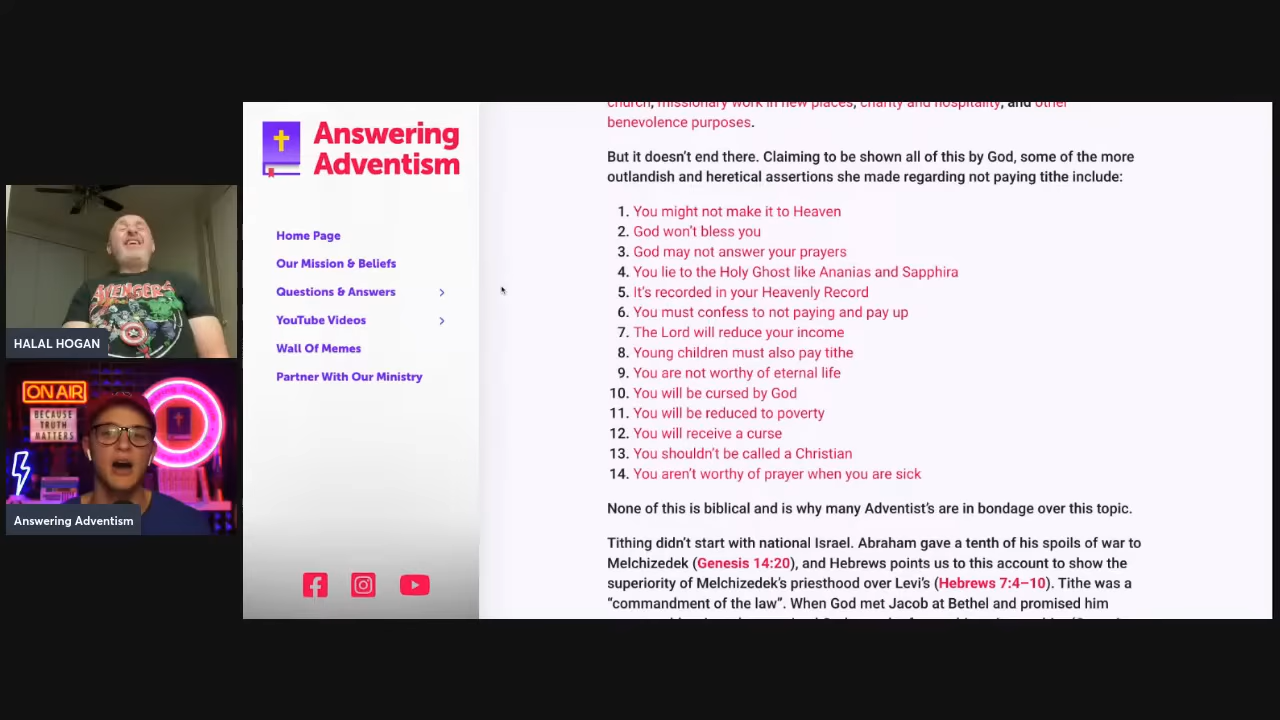 church, missionary work in new places, charity and hospitality, and other
benevolence purposes.
But it doesn’t end there. Claiming to be shown all of this by God, some of the more
outlandish and heretical assertions she made regarding not paying tithe include:
1. You might not make it to Heaven
2. God won’t bless you
3. God may not answer your prayers
4. You lie to the Holy Ghost like Ananias and Sapphira
5. It’s recorded in your Heavenly Record
6. You must confess to not paying and pay up
7. The Lord will reduce your income
8. Young children must also pay tithe
9. You are not worthy of eternal life
10. You will be cursed by God
11. You will be reduced to poverty
12. You will receive a curse
13. You shouldn’t be called a Christian
14. You aren’t worthy of prayer when you are sick
None of this is biblical and is why many Adventist’s are in bondage over this topic.
Tithing didn’t start with national Israel. Abraham gave a tenth of his spoils of war to
Melchizedek (Genesis 14:20), and Hebrews points us to this account to show the
superiority of Melchizedek’s priesthood over Levi’s (Hebrews 7:4–10). Tithe was a
“commandment of the law”. When God met Jacob at Bethel and promised him
Answering
Adventism
Home Page
Our Mission & Beliefs
Questions & Answers
YouTube Videos
Wall Of Memes
Partner With Our Ministry
AVENGERS
HALAL HOGAN
ON AIR
BECAUSE
TRUTH
MATTERS
Answering Adventism